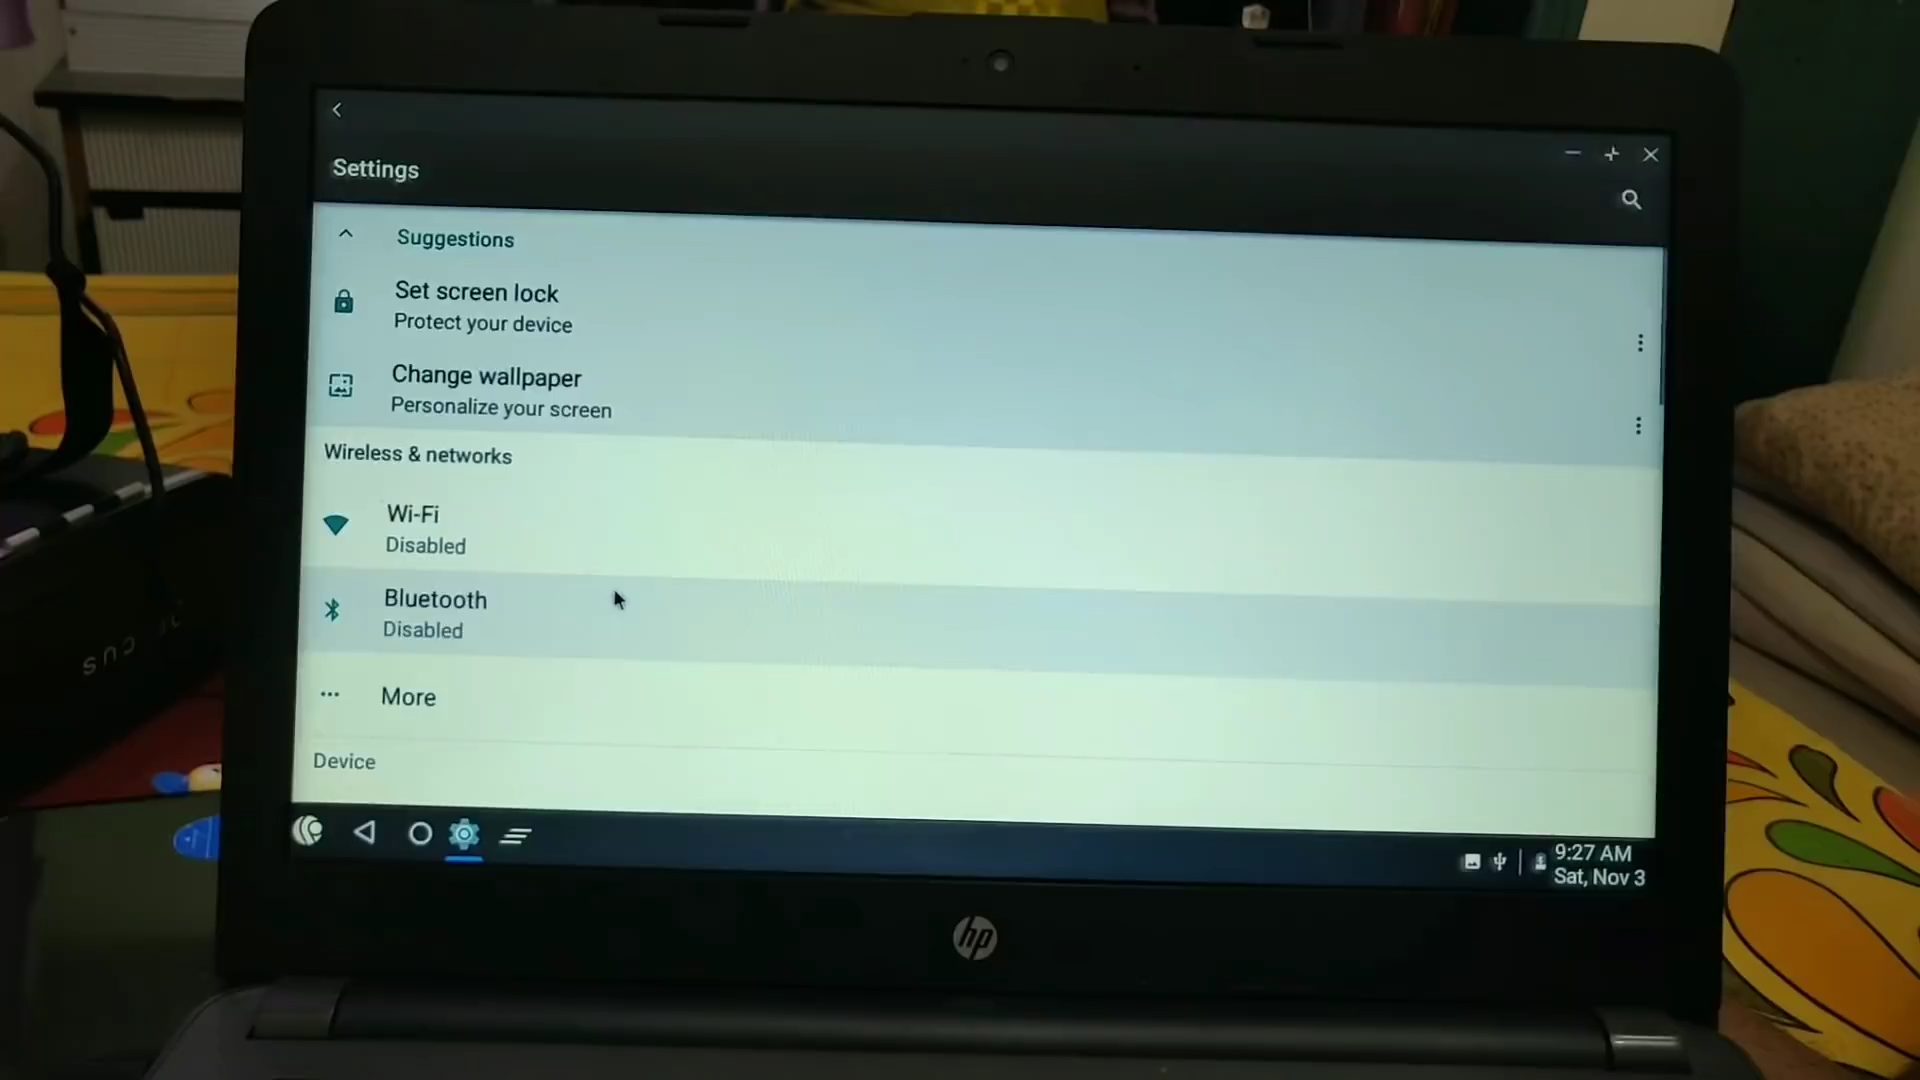 Settings
Suggestions
Set screen lock
Protect your device
Change wallpaper
Personalize your screen
Wireless & networks
Wi-Fi
Disabled
Bluetooth
Disabled
More
Device
9:27 AM
Sat, Nov 3
hp